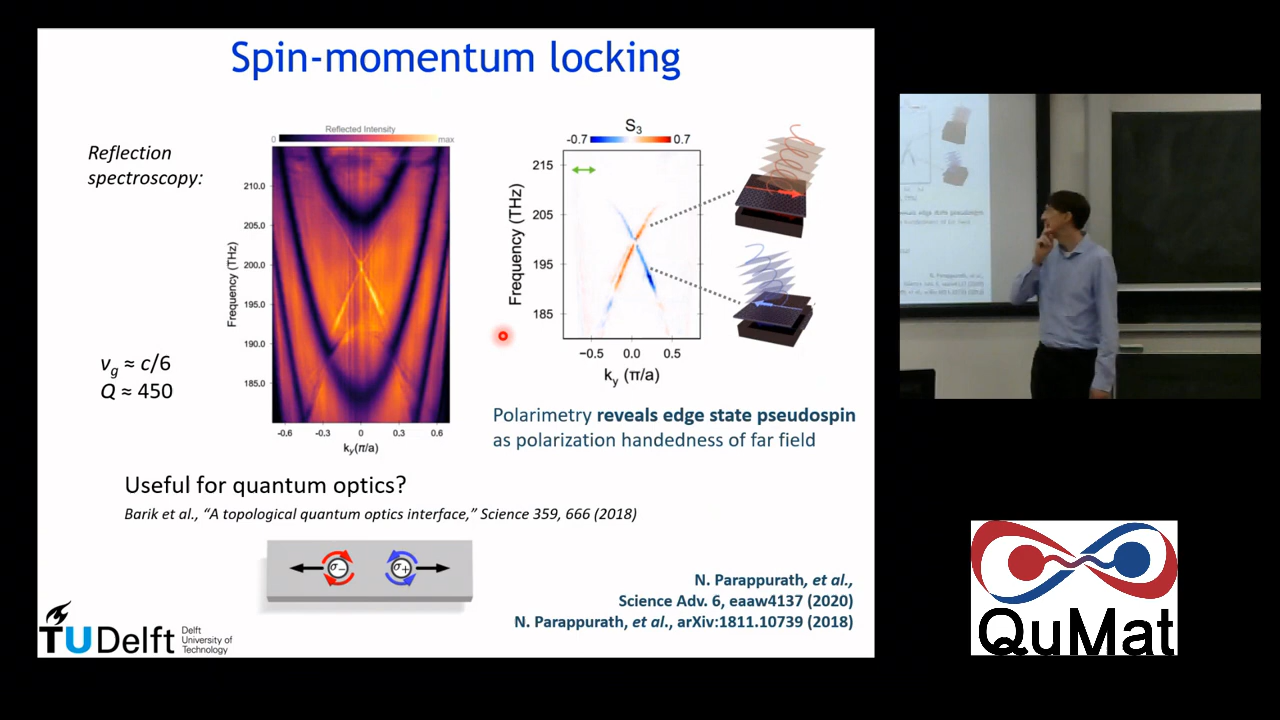 Spin-momentum locking
Reflection
spectroscopy:
Reflected Intensity
0
max
210.0
205.0
200.0
195.0
190.0
185.0
Frequency (THz)
-0.6
-0.3
0
0.3
0.6
ky(π/a)
S3
-0.7
0.7
215
205
195
185
Frequency (THz)
−0.5
0.0
0.5
ky (π/a)
vg ≈ c/6
Q ≈ 450
Polarimetry reveals edge state pseudospin
as polarization handedness of far field
Useful for quantum optics?
Barik et al., “A topological quantum optics interface,” Science 359, 666 (2018)
σ−
σ+
N. Parappurath, et al.,
Science Adv. 6, eaaw4137 (2020)
N. Parappurath, et al., arXiv:1811.10739 (2018)
TUDelft
Delft
University of
Technology
QuMat